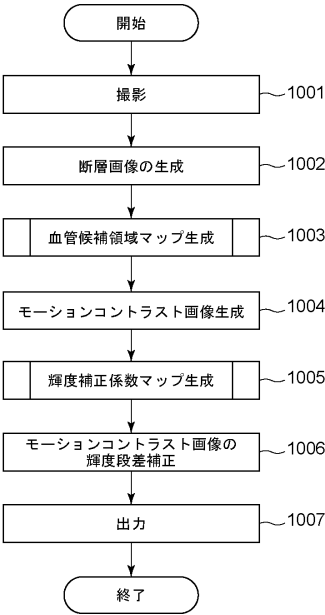 開始
撮影
1001
断層画像の生成
1002
血管候補領域マップ生成
1003
モーションコントラスト画像生成
1004
輝度補正係数マップ生成
1005
モーションコントラスト画像の
輝度段差補正
1006
出力
1007
終了